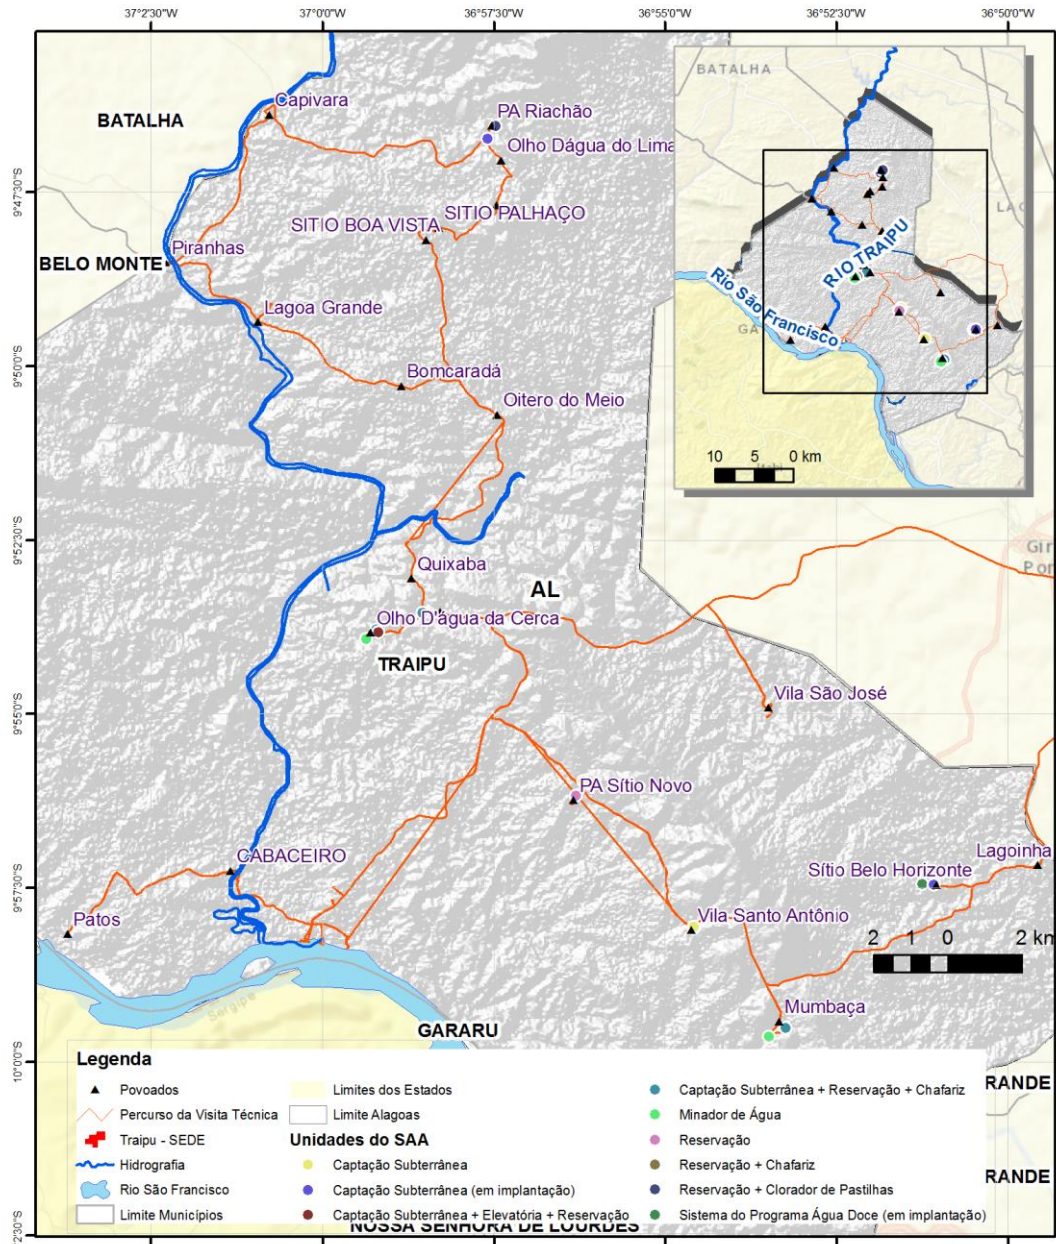 37°2'30"W 37°0'0"W 36°57'30"W 36°55'0"W 36°52'30"W 36°50'0"W
BATALHA
Capivara
PA Riachão
Olho Dágua do Lima
SITIO PALHAÇO
SITIO BOA VISTA
Piranhas
BELO MONTE
Lagoa Grande
Bomcaradá
Oitero do Meio
Quixaba
AL
Olho D'água da Cerca
TRAIPU
Vila São José
PA Sítio Novo
CABACEIRO
Lagoinha
Sítio Belo Horizonte
Patos
Vila Santo Antônio
2 1 0 2 km
Mumbaça
Sergipe
GARARU
BATALHA
LAG
RIO TRAIPU
Rio São Francisco
GA
10 5 0 km
Gir
Pon
9°47'30"S
9°50'0"S
9°52'30"S
9°55'0"S
9°57'30"S
10°0'0"S
2'30"S
RANDE
RANDE
Legenda
Povoados
Percurso da Visita Técnica
Traipu - SEDE
Hidrografia
Rio São Francisco
Limite Municípios
Limites dos Estados
Limite Alagoas
Unidades do SAA
Captação Subterrânea
Captação Subterrânea (em implantação)
Captação Subterrânea + Elevatória + Reservação
Captação Subterrânea + Reservação + Chafariz
Minador de Água
Reservação
Reservação + Chafariz
Reservação + Clorador de Pastilhas
Sistema do Programa Água Doce (em implantação)
NOSSA SENHORA DE LOURDES